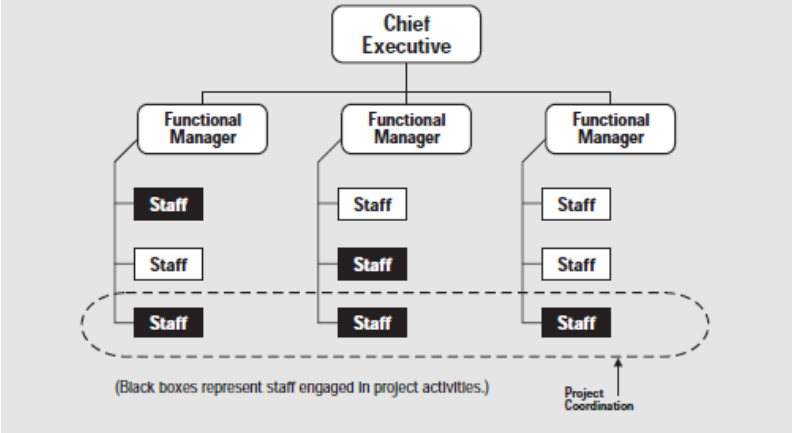 Chief
Executive
Functional
Manager
Functional
Manager
Functional
Manager
Staff
Staff
Staff
Staff
Staff
Staff
Staff
Staff
Staff
(Black boxes represent staff engaged in project activities.)
Project
Coordination